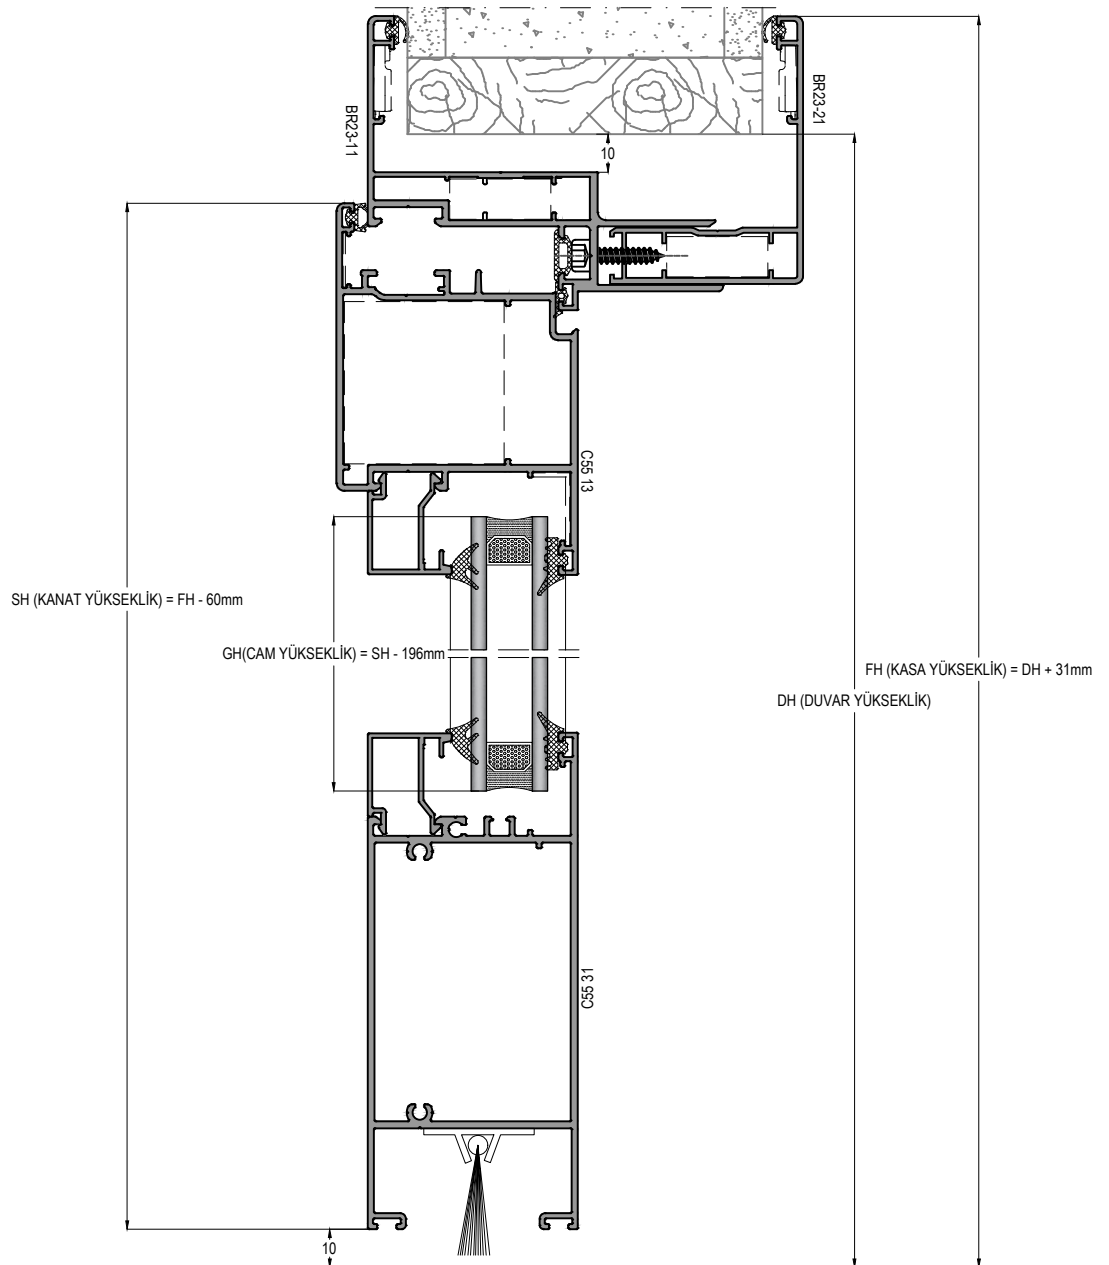 BR23-11
BR23-21
10
C55 13
SH (KANAT YÜKSEKLİK) = FH - 60mm
GH(CAM YÜKSEKLİK) = SH - 196mm
FH (KASA YÜKSEKLİK) = DH + 31mm
DH (DUVAR YÜKSEKLİK)
C55 31
10